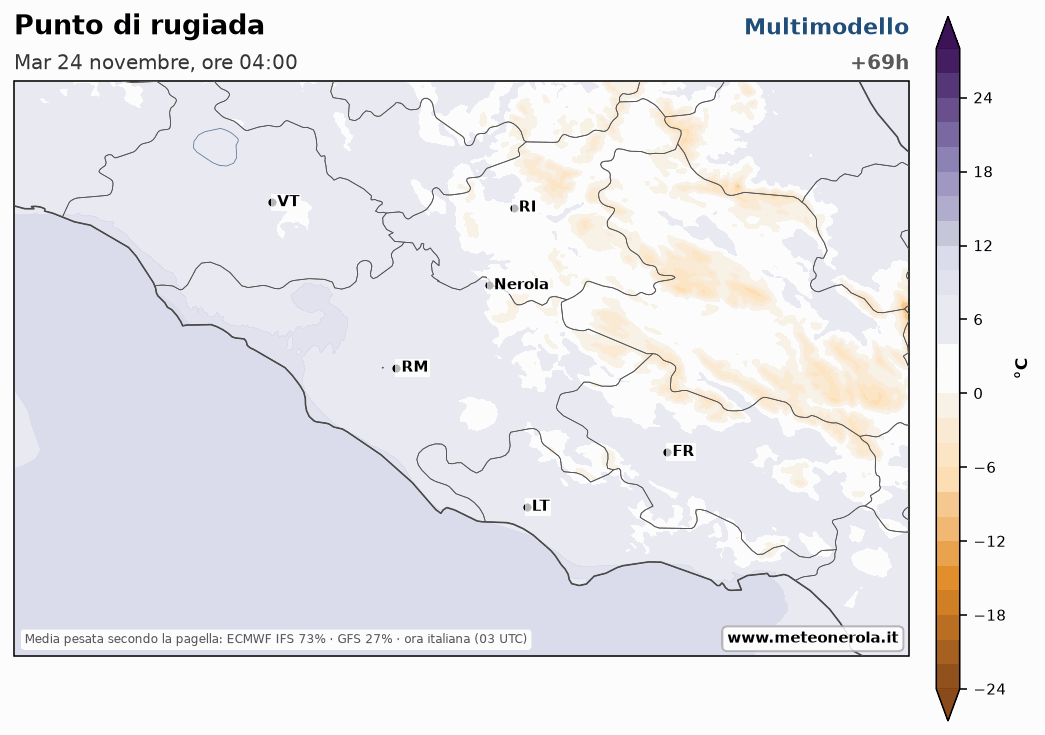 Punto di rugiada
Multimodello
Mar 24 novembre, ore 04:00
+69h
VT
RI
Nerola
RM
FR
LT
Media pesata secondo la pagella: ECMWF IFS 73% · GFS 27% · ora italiana (03 UTC)
www.meteonerola.it
24
18
12
6
0
−6
−12
−18
−24
°C